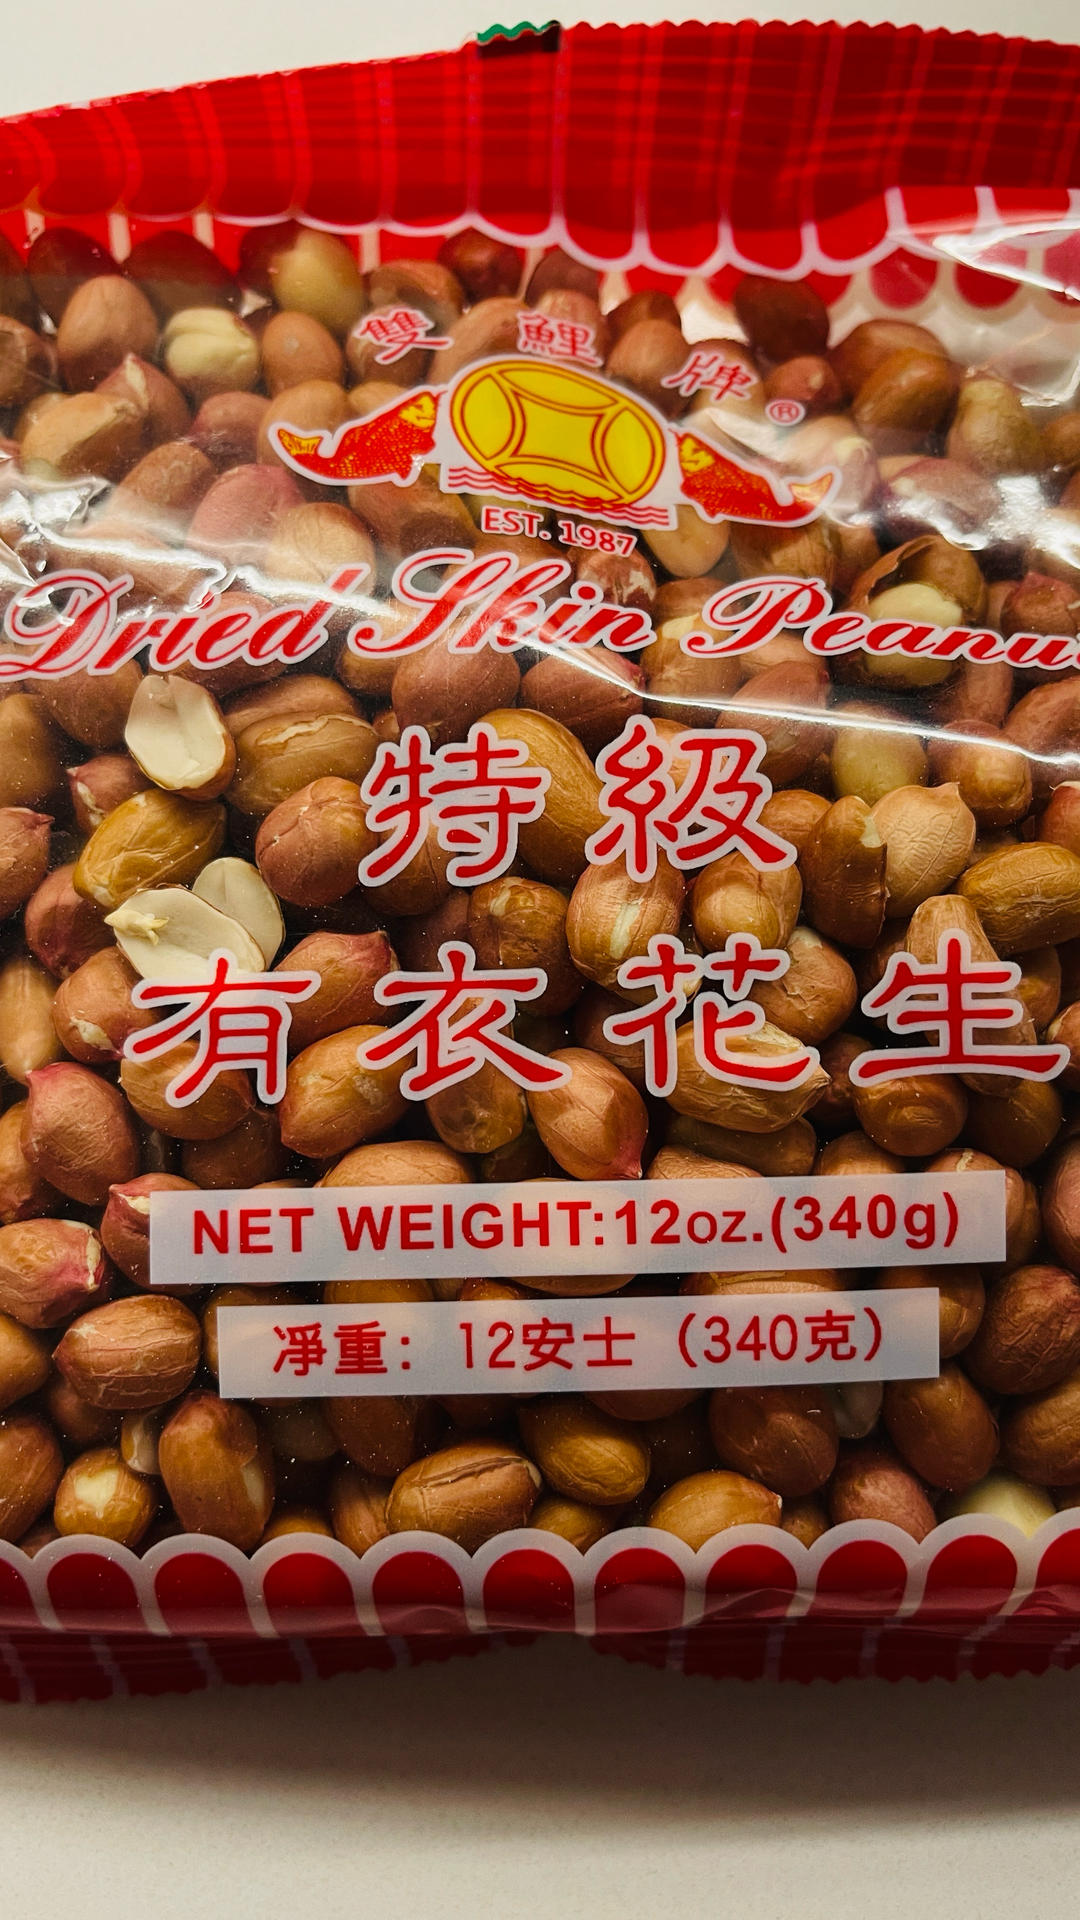 雙鯉牌®
EST. 1987
Dried Skin Peanu
特級
有衣花生
NET WEIGHT:12oz.(340g)
淨重：12安士（340克）